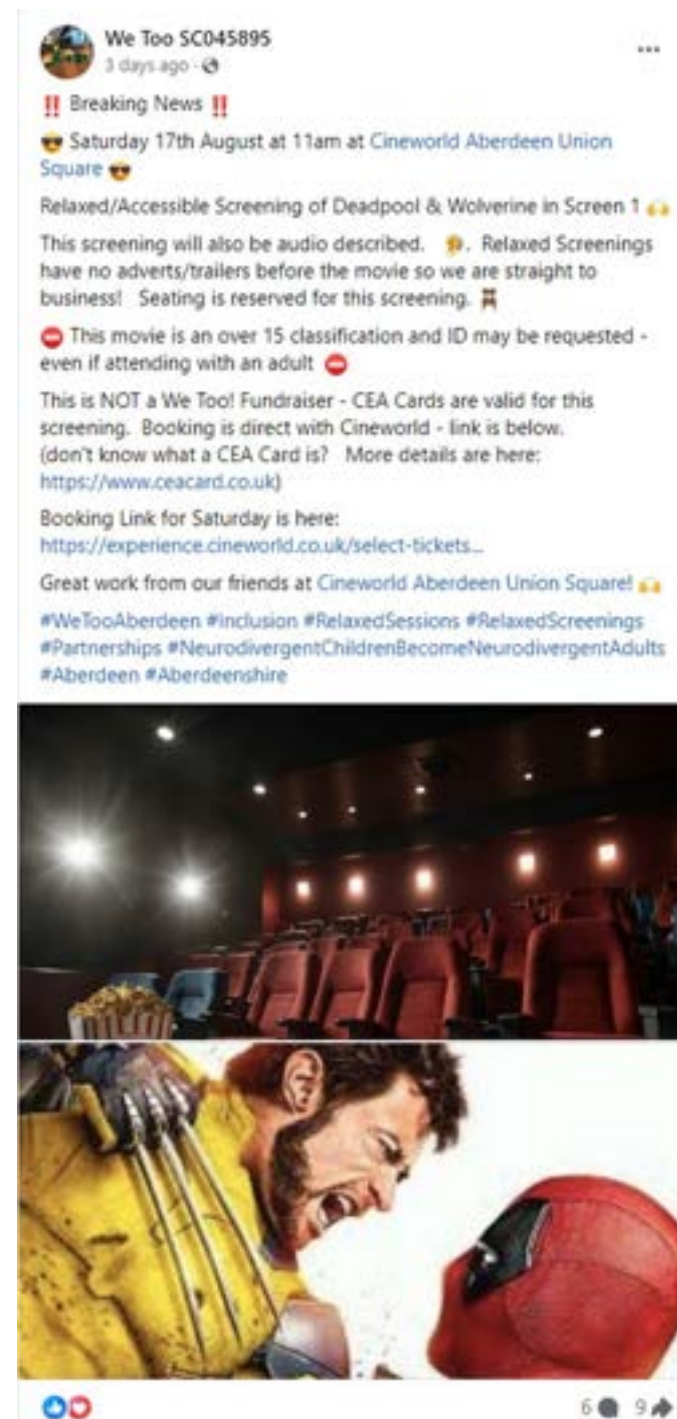 We Too SC045895
3 days ago ·
‼ Breaking News ‼
😎 Saturday 17th August at 11am at Cineworld Aberdeen Union
Square 😎
Relaxed/Accessible Screening of Deadpool & Wolverine in Screen 1 🙌
This screening will also be audio described. 🧏. Relaxed Screenings
have no adverts/trailers before the movie so we are straight to
business! Seating is reserved for this screening. 🪑
⛔ This movie is an over 15 classification and ID may be requested -
even if attending with an adult ⛔
This is NOT a We Too! Fundraiser - CEA Cards are valid for this
screening. Booking is direct with Cineworld - link is below.
(don't know what a CEA Card is? More details are here:
https://www.ceacard.co.uk)
Booking Link for Saturday is here:
https://experience.cineworld.co.uk/select-tickets...
Great work from our friends at Cineworld Aberdeen Union Square! 🙌
#WeTooAberdeen #Inclusion #RelaxedSessions #RelaxedScreenings
#Partnerships #NeurodivergentChildrenBecomeNeurodivergentAdults
#Aberdeen #Aberdeenshire
6 9